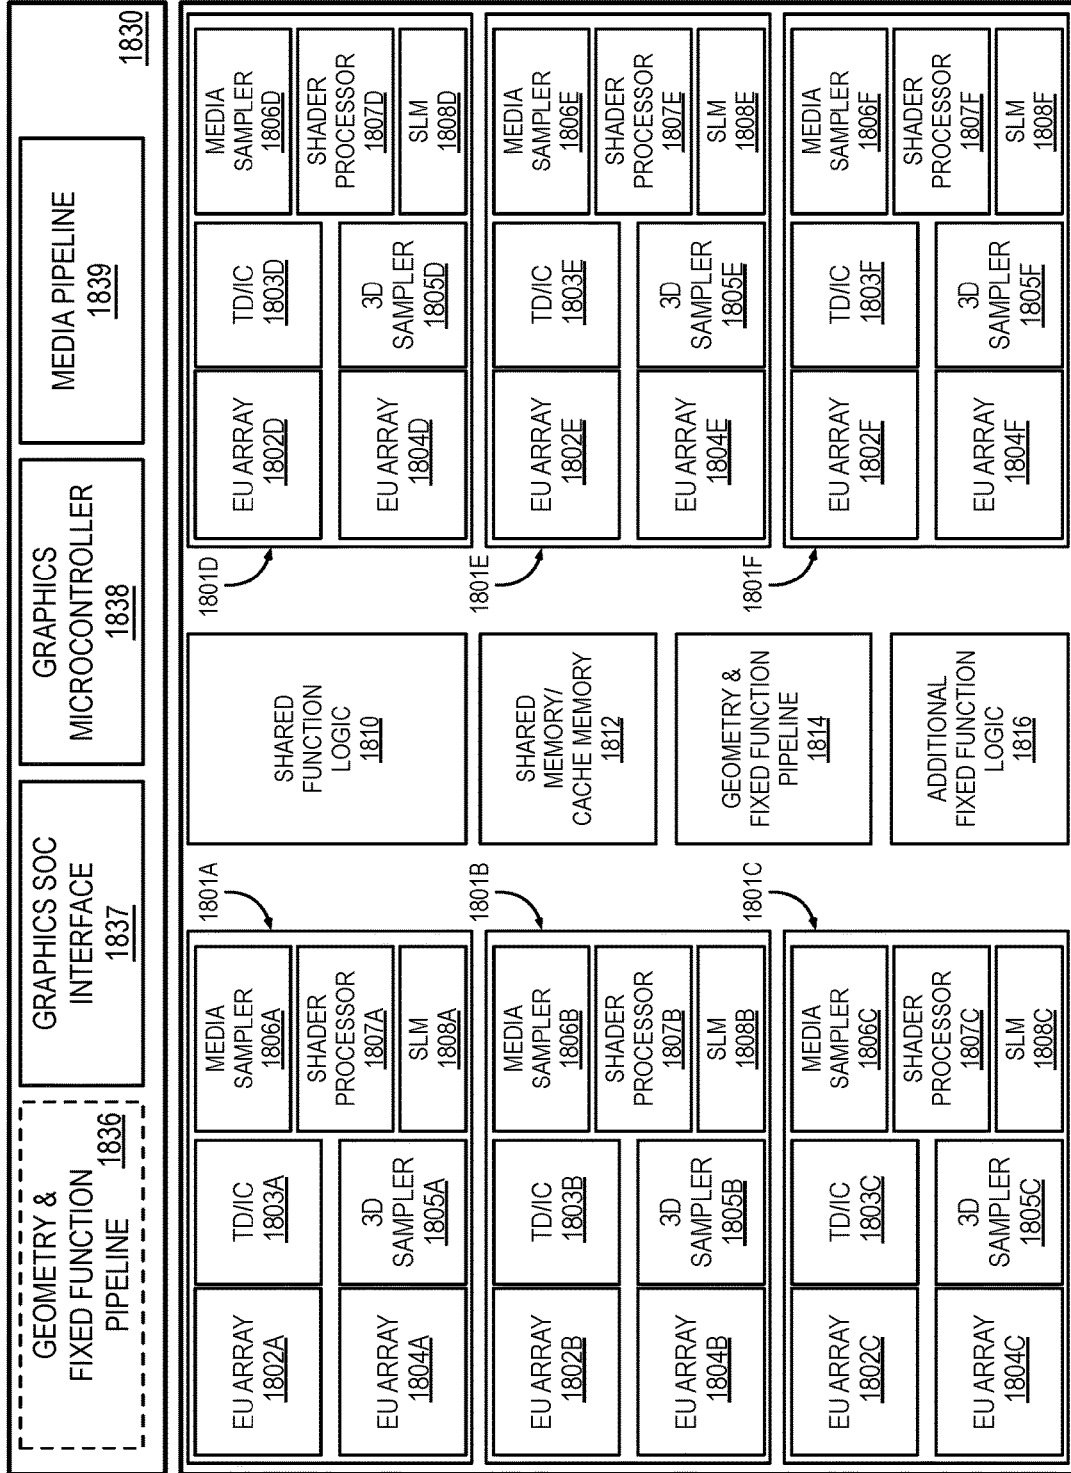 1830
GEOMETRY &
FIXED FUNCTION
PIPELINE
1836
GRAPHICS SOC
INTERFACE
1837
GRAPHICS
MICROCONTROLLER
1838
MEDIA PIPELINE
1839
EU ARRAY
1802A
TD/IC
1803A
MEDIA
SAMPLER
1806A
SHADER
PROCESSOR
1807A
SLM
1808A
EU ARRAY
1804A
3D
SAMPLER
1805A
1801A
SHARED
FUNCTION
LOGIC
1810
1801D
EU ARRAY
1802D
TD/IC
1803D
MEDIA
SAMPLER
1806D
SHADER
PROCESSOR
1807D
SLM
1808D
EU ARRAY
1804D
3D
SAMPLER
1805D
EU ARRAY
1802B
TD/IC
1803B
MEDIA
SAMPLER
1806B
SHADER
PROCESSOR
1807B
SLM
1808B
EU ARRAY
1804B
3D
SAMPLER
1805B
1801B
SHARED
MEMORY/
CACHE MEMORY
1812
1801E
EU ARRAY
1802E
TD/IC
1803E
MEDIA
SAMPLER
1806E
SHADER
PROCESSOR
1807E
SLM
1808E
EU ARRAY
1804E
3D
SAMPLER
1805E
GEOMETRY &
FIXED FUNCTION
PIPELINE
1814
EU ARRAY
1802C
TD/IC
1803C
MEDIA
SAMPLER
1806C
SHADER
PROCESSOR
1807C
SLM
1808C
EU ARRAY
1804C
3D
SAMPLER
1805C
1801C
ADDITIONAL
FIXED FUNCTION
LOGIC
1816
1801F
EU ARRAY
1802F
TD/IC
1803F
MEDIA
SAMPLER
1806F
SHADER
PROCESSOR
1807F
SLM
1808F
EU ARRAY
1804F
3D
SAMPLER
1805F